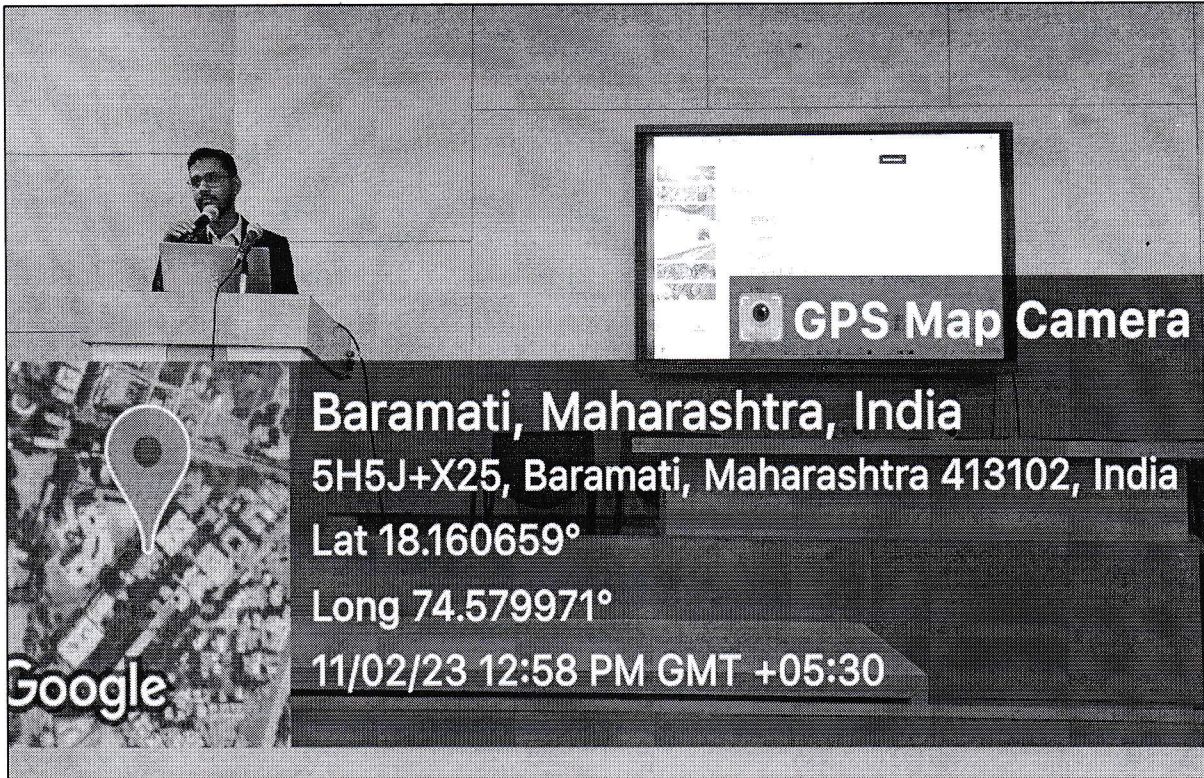 GPS Map Camera
Baramati, Maharashtra, India
5H5J+X25, Baramati, Maharashtra 413102, India
Lat 18.160659°
Long 74.579971°
11/02/23 12:58 PM GMT +05:30
Google